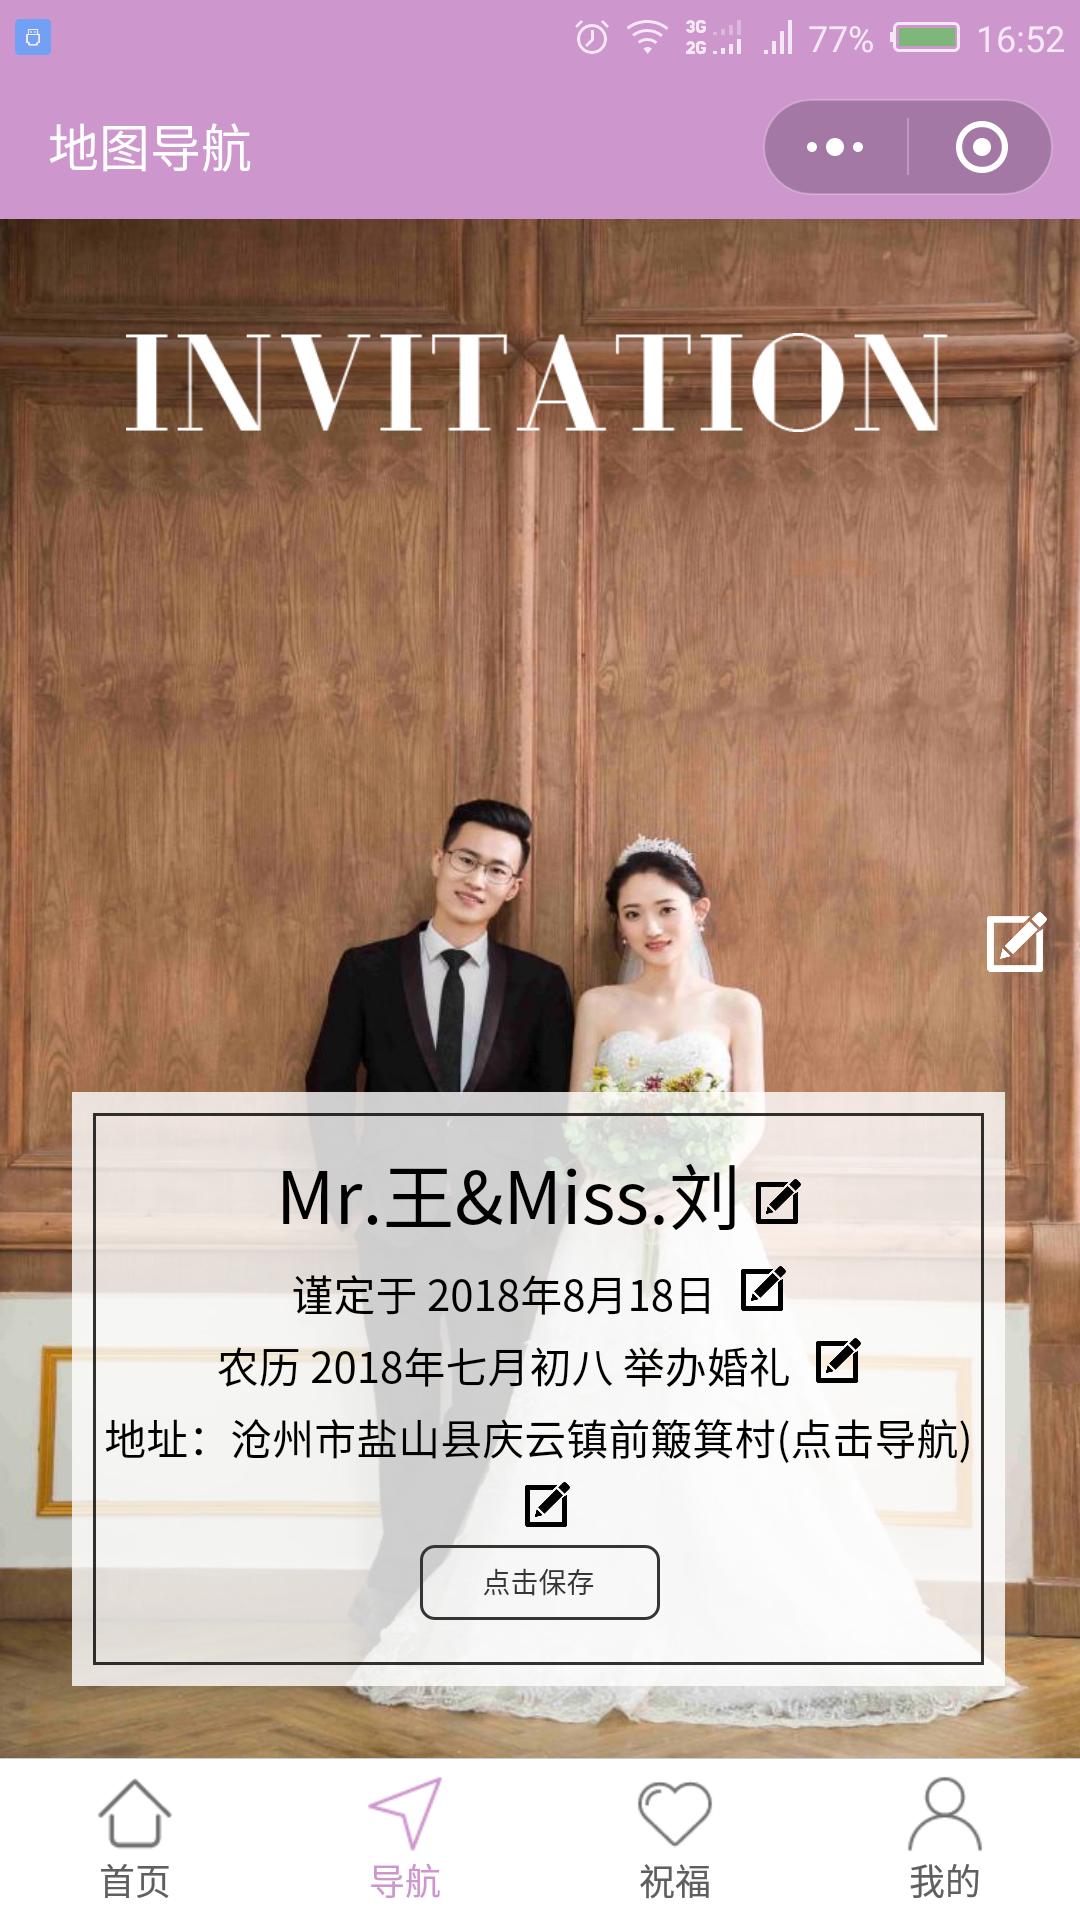 3G
2G
77%
16:52
地图导航
INVITATION
Mr.王&Miss.刘
谨定于 2018年8月18日
农历 2018年七月初八 举办婚礼
地址：沧州市盐山县庆云镇前簸箕村(点击导航)
点击保存
首页
导航
祝福
我的